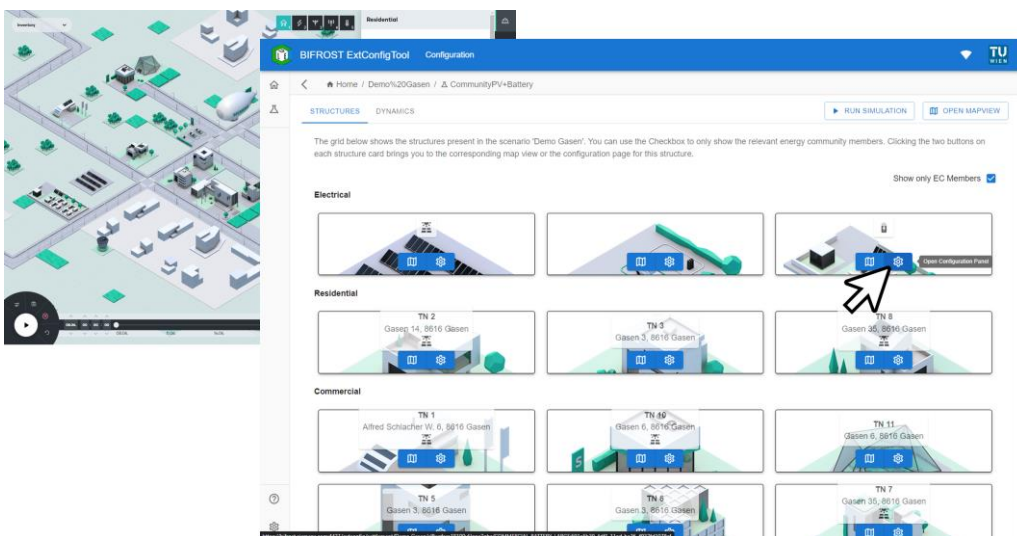 Inventory
Residential
BIFROST ExtConfigTool Configuration
TU
WIEN
Home / Demo%20Gasen / CommunityPV+Battery
STRUCTURES DYNAMICS
RUN SIMULATION OPEN MAPVIEW
The grid below shows the structures present in the scenario 'Demo Gasen'. You can use the Checkbox to only show the relevant energy community members. Clicking the two buttons on
each structure card brings you to the corresponding map view or the configuration page for this structure.
Show only EC Members
Electrical
Open Configuration Panel
Residential
TN 2
Gasen 14, 8616 Gasen
TN 3
Gasen 3, 8616 Gasen
TN 8
Gasen 35, 8616 Gasen
Commercial
TN 1
Alfred Schlacher W. 6, 8616 Gasen
TN 10
Gasen 6, 8616 Gasen
TN 11
Gasen 6, 8616 Gasen
TN 5
Gasen 3, 8616 Gasen
Gasen 3, 8616 Gasen
TN 7
Gasen 35, 8616 Gasen